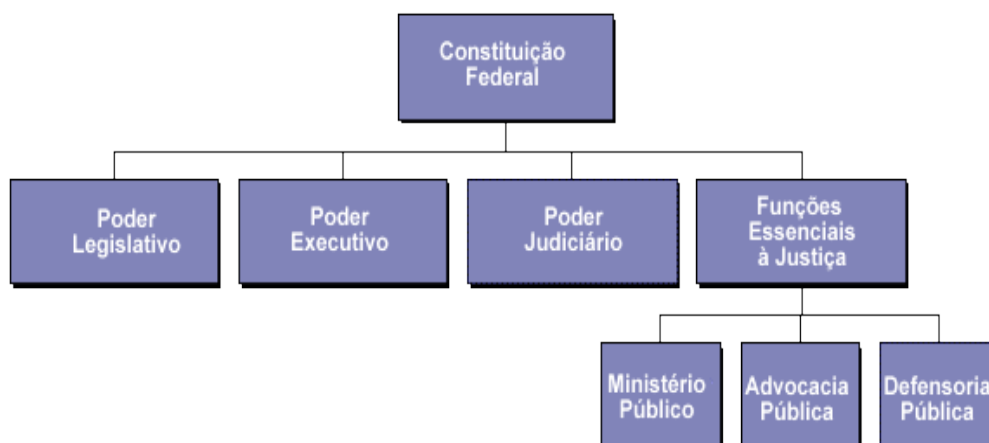 Constituição
Federal
Poder
Legislativo
Poder
Executivo
Poder
Judiciário
Funções
Essenciais
à Justiça
Ministério
Público
Advocacia
Pública
Defensoria
Pública